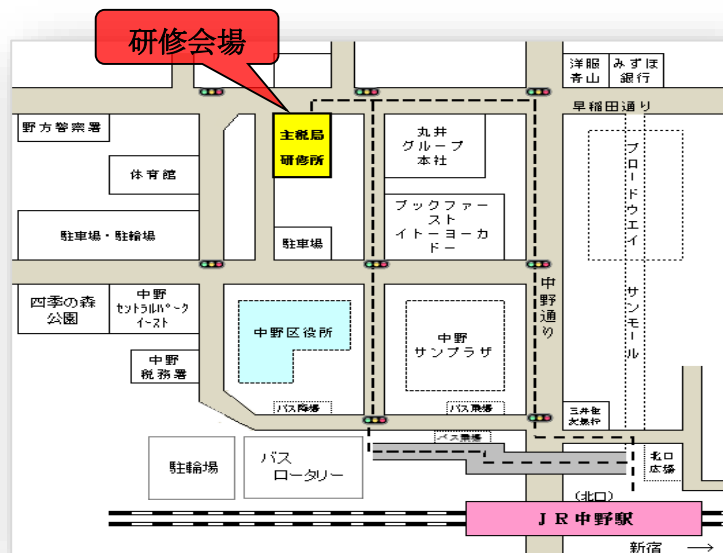 研修会場
洋服
青山
みずほ
銀行
早稲田通り
野方警察署
主税局
研修所
丸井
グループ
本社
体育館
ブロードウエイ
ブックファー
スト
イトーヨーカ
ドー
駐車場・駐輪場
駐車場
中野通り
サンモール
四季の森
公園
中野
セントラルパーク
イースト
中野区役所
中野
サンプラザ
中野
税務署
バス降場
バス乗場
三井住
バス乗場
駐輪場
バス
ロータリー
北口
広場
(北口)
JR中野駅
新宿 →